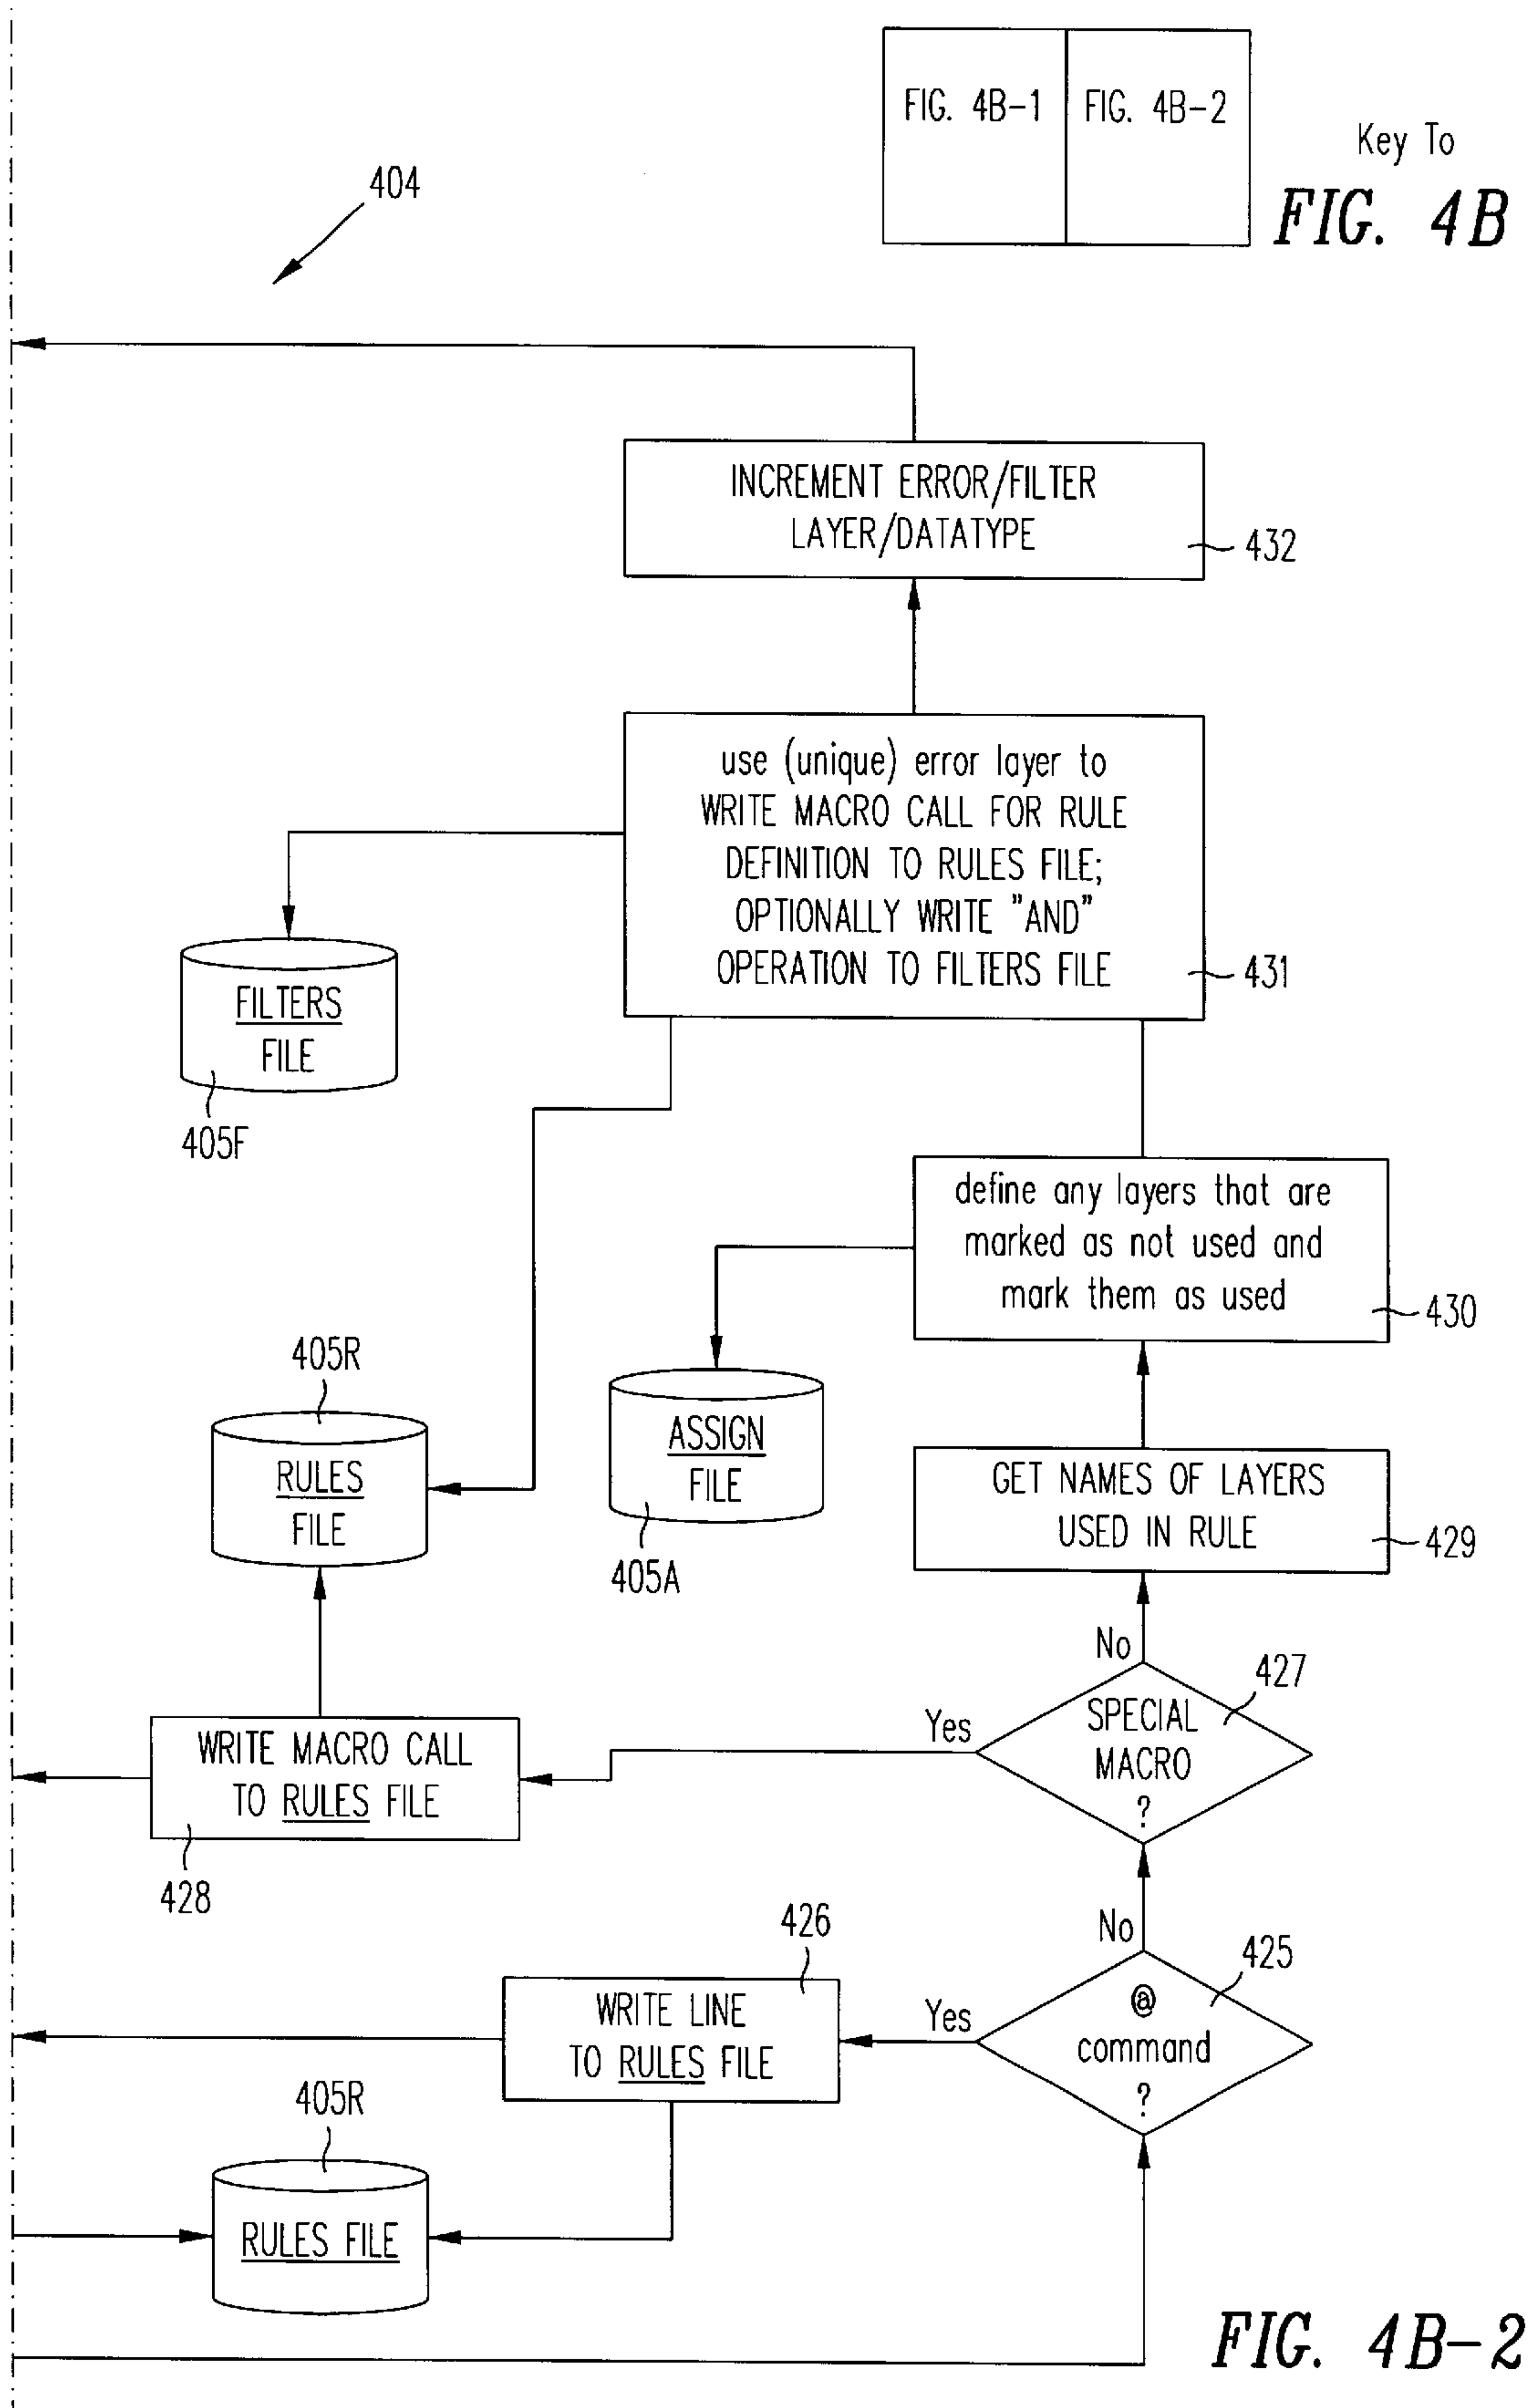 FIG. 4B-1
FIG. 4B-2
Key To
FIG. 4B
404
INCREMENT ERROR/FILTER
LAYER/DATATYPE
432
use (unique) error layer to
WRITE MACRO CALL FOR RULE
DEFINITION TO RULES FILE;
OPTIONALLY WRITE "AND"
OPERATION TO FILTERS FILE
431
FILTERS
FILE
405F
define any layers that are
marked as not used and
mark them as used
430
405R
RULES
FILE
ASSIGN
FILE
405A
GET NAMES OF LAYERS
USED IN RULE
429
No
427
SPECIAL
MACRO
?
Yes
WRITE MACRO CALL
TO RULES FILE
428
No
425
@
command
?
Yes
426
WRITE LINE
TO RULES FILE
405R
RULES FILE
FIG. 4B-2